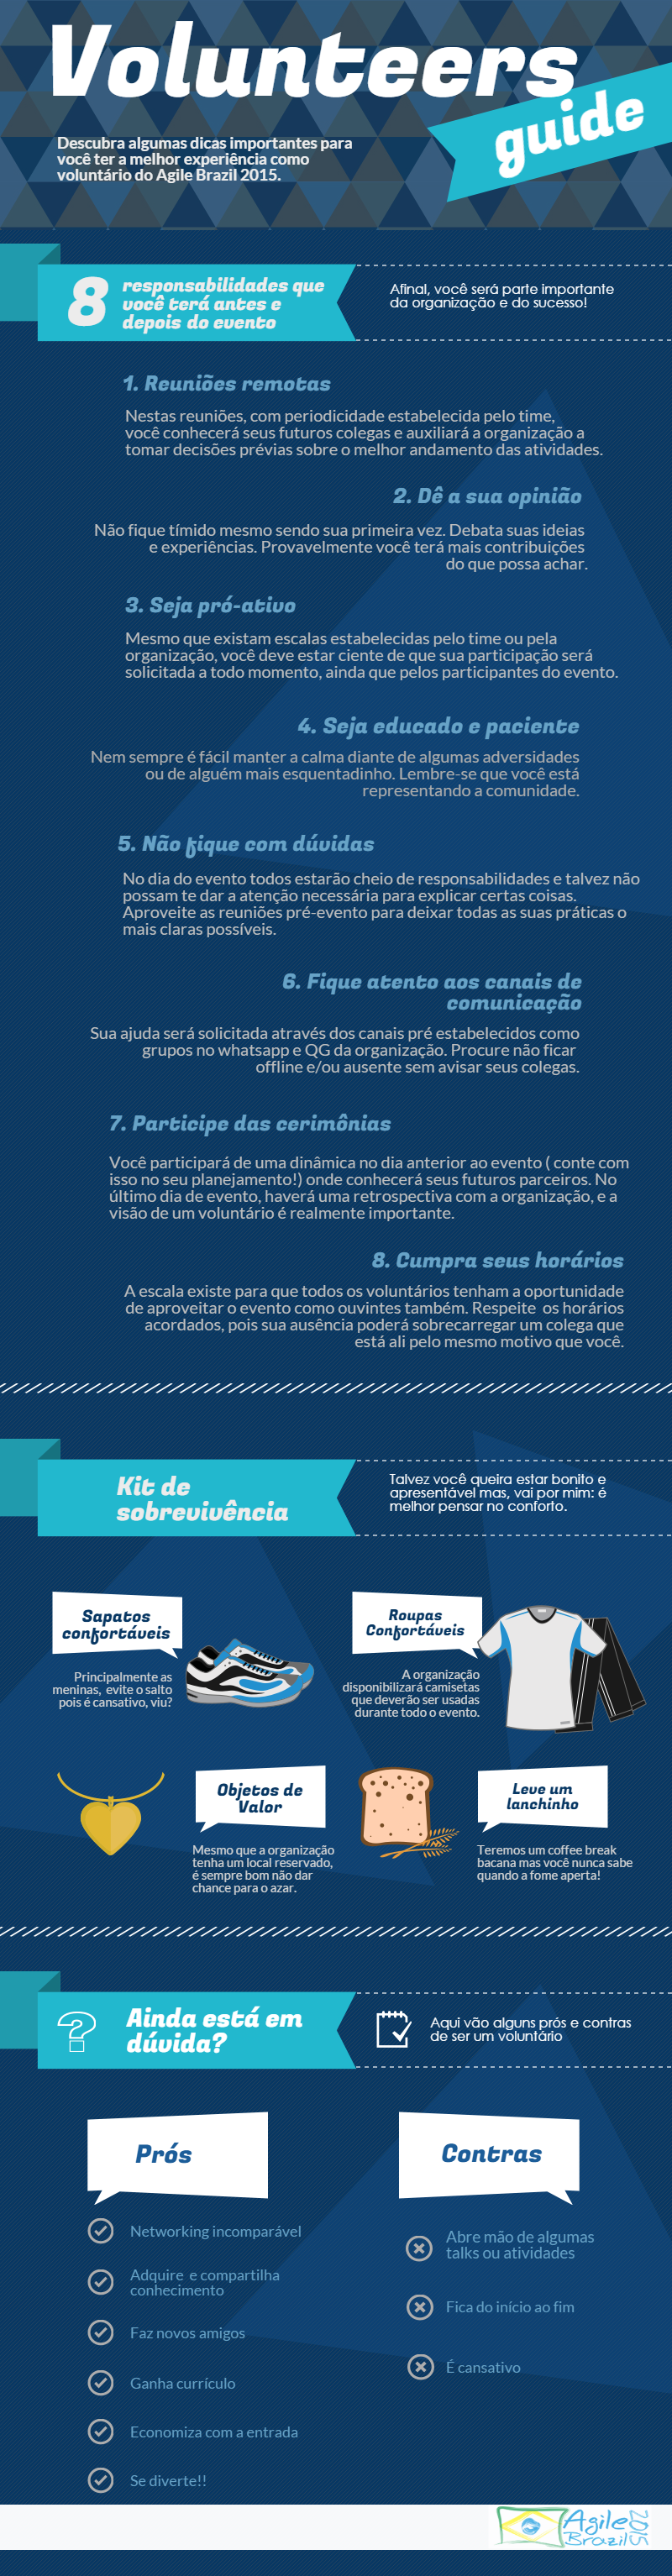 Volunteers
guide
Descubra algumas dicas importantes para
você ter a melhor experiência como
voluntário do Agile Brazil 2015.
8
responsabilidades que
você terá antes e
depois do evento
Afinal, você será parte importante
da organização e do sucesso!
1. Reuniões remotas
Nestas reuniões, com periodicidade estabelecida pelo time,
você conhecerá seus futuros colegas e auxiliará a organização a
tomar decisões prévias sobre o melhor andamento das atividades.
2. Dê a sua opinião
Não fique tímido mesmo sendo sua primeira vez. Debata suas ideias
e experiências. Provavelmente você terá mais contribuições
do que possa achar.
3. Seja pró-ativo
Mesmo que existam escalas estabelecidas pelo time ou pela
organização, você deve estar ciente de que sua participação será
solicitada a todo momento, ainda que pelos participantes do evento.
4. Seja educado e paciente
Nem sempre é fácil manter a calma diante de algumas adversidades
ou de alguém mais esquentadinho. Lembre-se que você está
representando a comunidade.
5. Não fique com dúvidas
No dia do evento todos estarão cheio de responsabilidades e talvez não
possam te dar a atenção necessária para explicar certas coisas.
Aproveite as reuniões pré-evento para deixar todas as suas práticas o
mais claras possíveis.
6. Fique atento aos canais de
comunicação
Sua ajuda será solicitada através dos canais pré estabelecidos como
grupos no whatsapp e QG da organização. Procure não ficar
offline e/ou ausente sem avisar seus colegas.
7. Participe das cerimônias
Você participará de uma dinâmica no dia anterior ao evento ( conte com
isso no seu planejamento!) onde conhecerá seus futuros parceiros. No
último dia de evento, haverá uma retrospectiva com a organização, e a
visão de um voluntário é realmente importante.
8. Cumpra seus horários
A escala existe para que todos os voluntários tenham a oportunidade
de aproveitar o evento como ouvintes também. Respeite os horários
acordados, pois sua ausência poderá sobrecarregar um colega que
está ali pelo mesmo motivo que você.
Kit de
sobrevivência
Talvez você queira estar bonito e
apresentável mas, vai por mim: é
melhor pensar no conforto.
Sapatos
confortáveis
Principalmente as
meninas, evite o salto
pois é cansativo, viu?
Roupas
Confortáveis
A organização
disponibilizará camisetas
que deverão ser usadas
durante todo o evento.
Objetos de
Valor
Mesmo que a organização
tenha um local reservado,
é sempre bom não dar
chance para o azar.
Leve um
lanchinho
Teremos um coffee break
bacana mas você nunca sabe
quando a fome aperta!
?
Ainda está em
dúvida?
Aqui vão alguns prós e contras
de ser um voluntário
Prós
Networking incomparável
Adquire e compartilha
conhecimento
Faz novos amigos
Ganha currículo
Economiza com a entrada
Se diverte!!
Contras
Abre mão de algumas
talks ou atividades
Fica do início ao fim
É cansativo
Agile
Brazil
2015